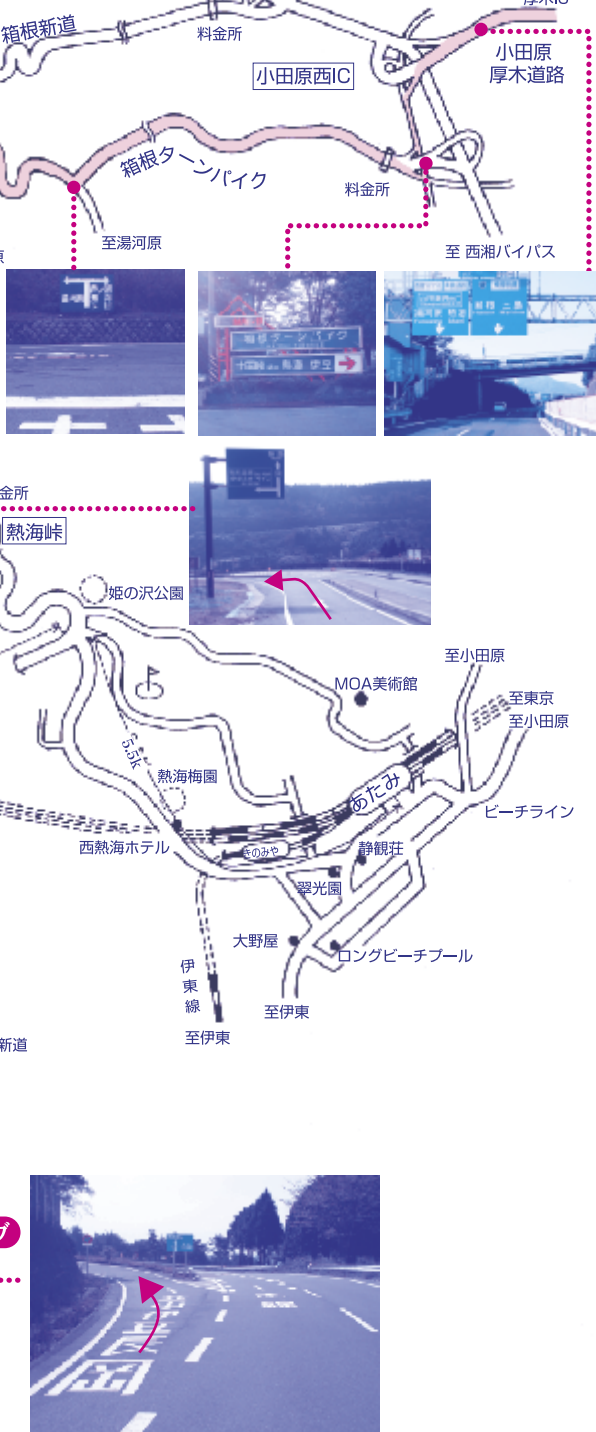 厚木IC
箱根新道
料金所
小田原西IC
小田原
厚木道路
箱根ターンパイク
料金所
至湯河原
至 西湘バイパス
箱根ターンパイク
金所
熱海峠
姫の沢公園
至小田原
MOA美術館
至東京
至小田原
5.5k
熱海梅園
あたみ
ビーチライン
西熱海ホテル
きのみや
静観荘
翠光園
大野屋
ロングビーチプール
伊東線
至伊東
至伊東
新道